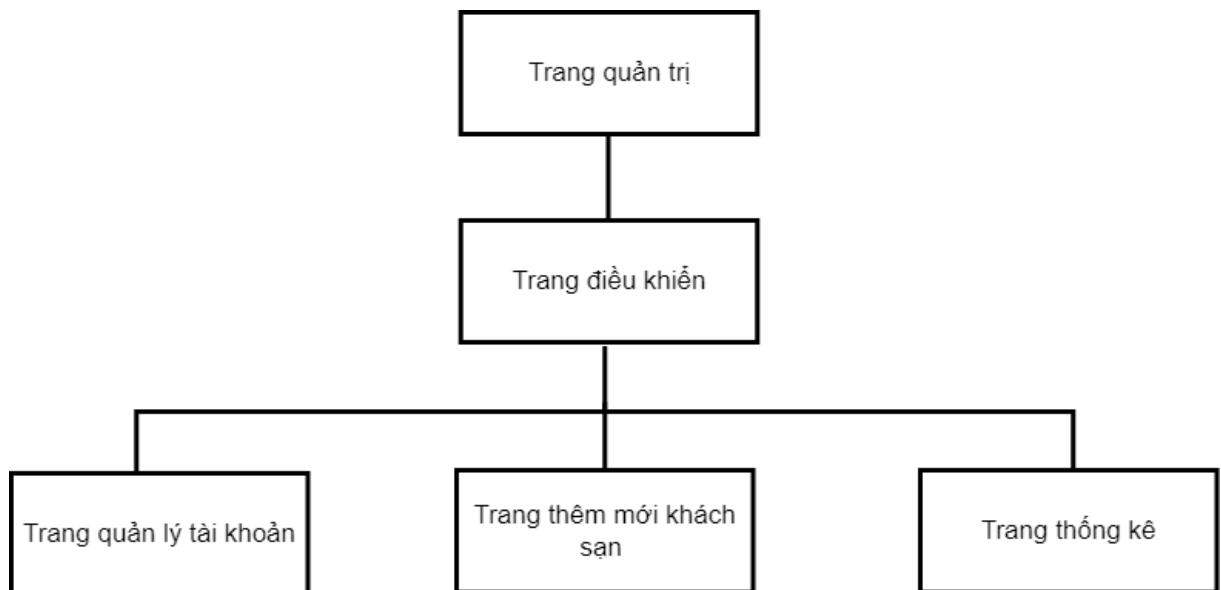 Trang quản trị
Trang điều khiển
Trang quản lý tài khoản
Trang thêm mới khách
sạn
Trang thống kê